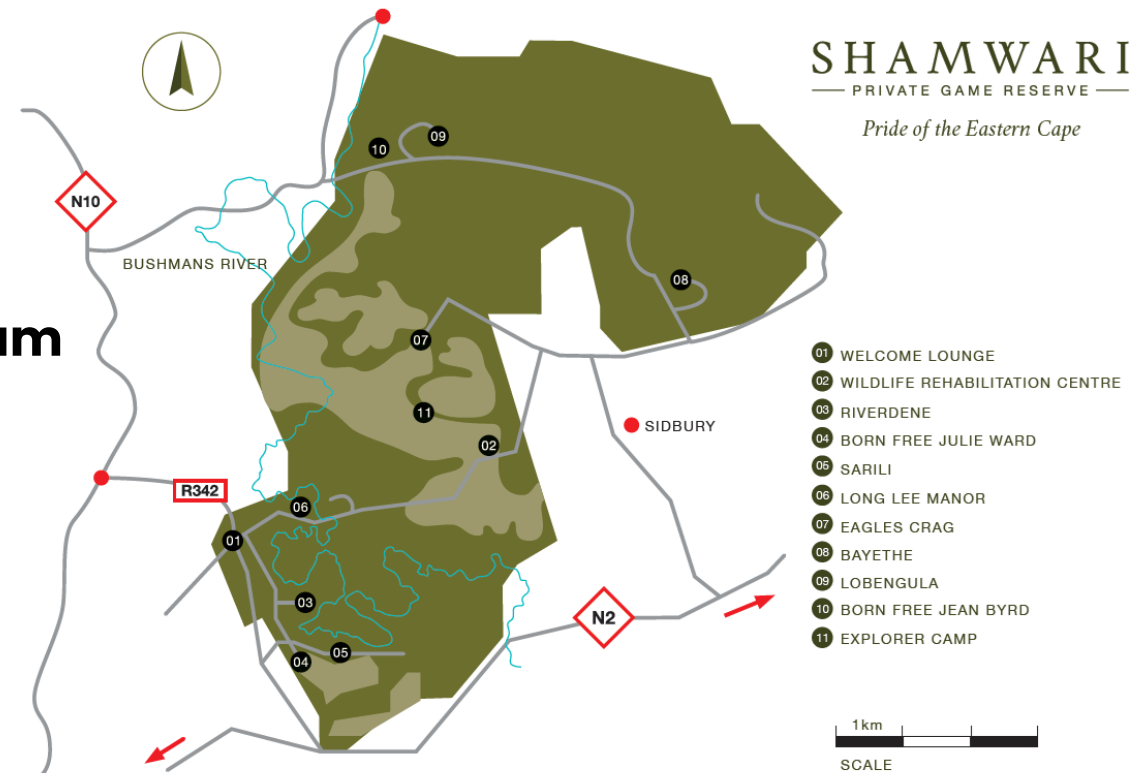 SHAMWARI
PRIVATE GAME RESERVE
Pride of the Eastern Cape
N10
BUSHMANS RIVER
R342
SIDBURY
N2
10
09
08
07
11
02
06
01
03
05
04
01 WELCOME LOUNGE
02 WILDLIFE REHABILITATION CENTRE
03 RIVERDENE
04 BORN FREE JULIE WARD
05 SARILI
06 LONG LEE MANOR
07 EAGLES CRAG
08 BAYETHE
09 LOBENGULA
10 BORN FREE JEAN BYRD
11 EXPLORER CAMP
1km
SCALE